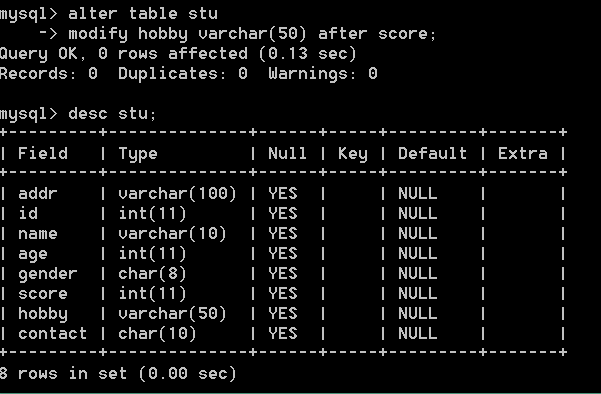 mysql> alter table stu
    -> modify hobby varchar(50) after score;
Query OK, 0 rows affected (0.13 sec)
Records: 0  Duplicates: 0  Warnings: 0

mysql> desc stu;
+---------+--------------+------+-----+---------+-------+
| Field   | Type         | Null | Key | Default | Extra |
+---------+--------------+------+-----+---------+-------+
| addr    | varchar(100) | YES  |     | NULL    |       |
| id      | int(11)      | YES  |     | NULL    |       |
| name    | varchar(10)  | YES  |     | NULL    |       |
| age     | int(11)      | YES  |     | NULL    |       |
| gender  | char(8)      | YES  |     | NULL    |       |
| score   | int(11)      | YES  |     | NULL    |       |
| hobby   | varchar(50)  | YES  |     | NULL    |       |
| contact | char(10)     | YES  |     | NULL    |       |
+---------+--------------+------+-----+---------+-------+
8 rows in set (0.00 sec)